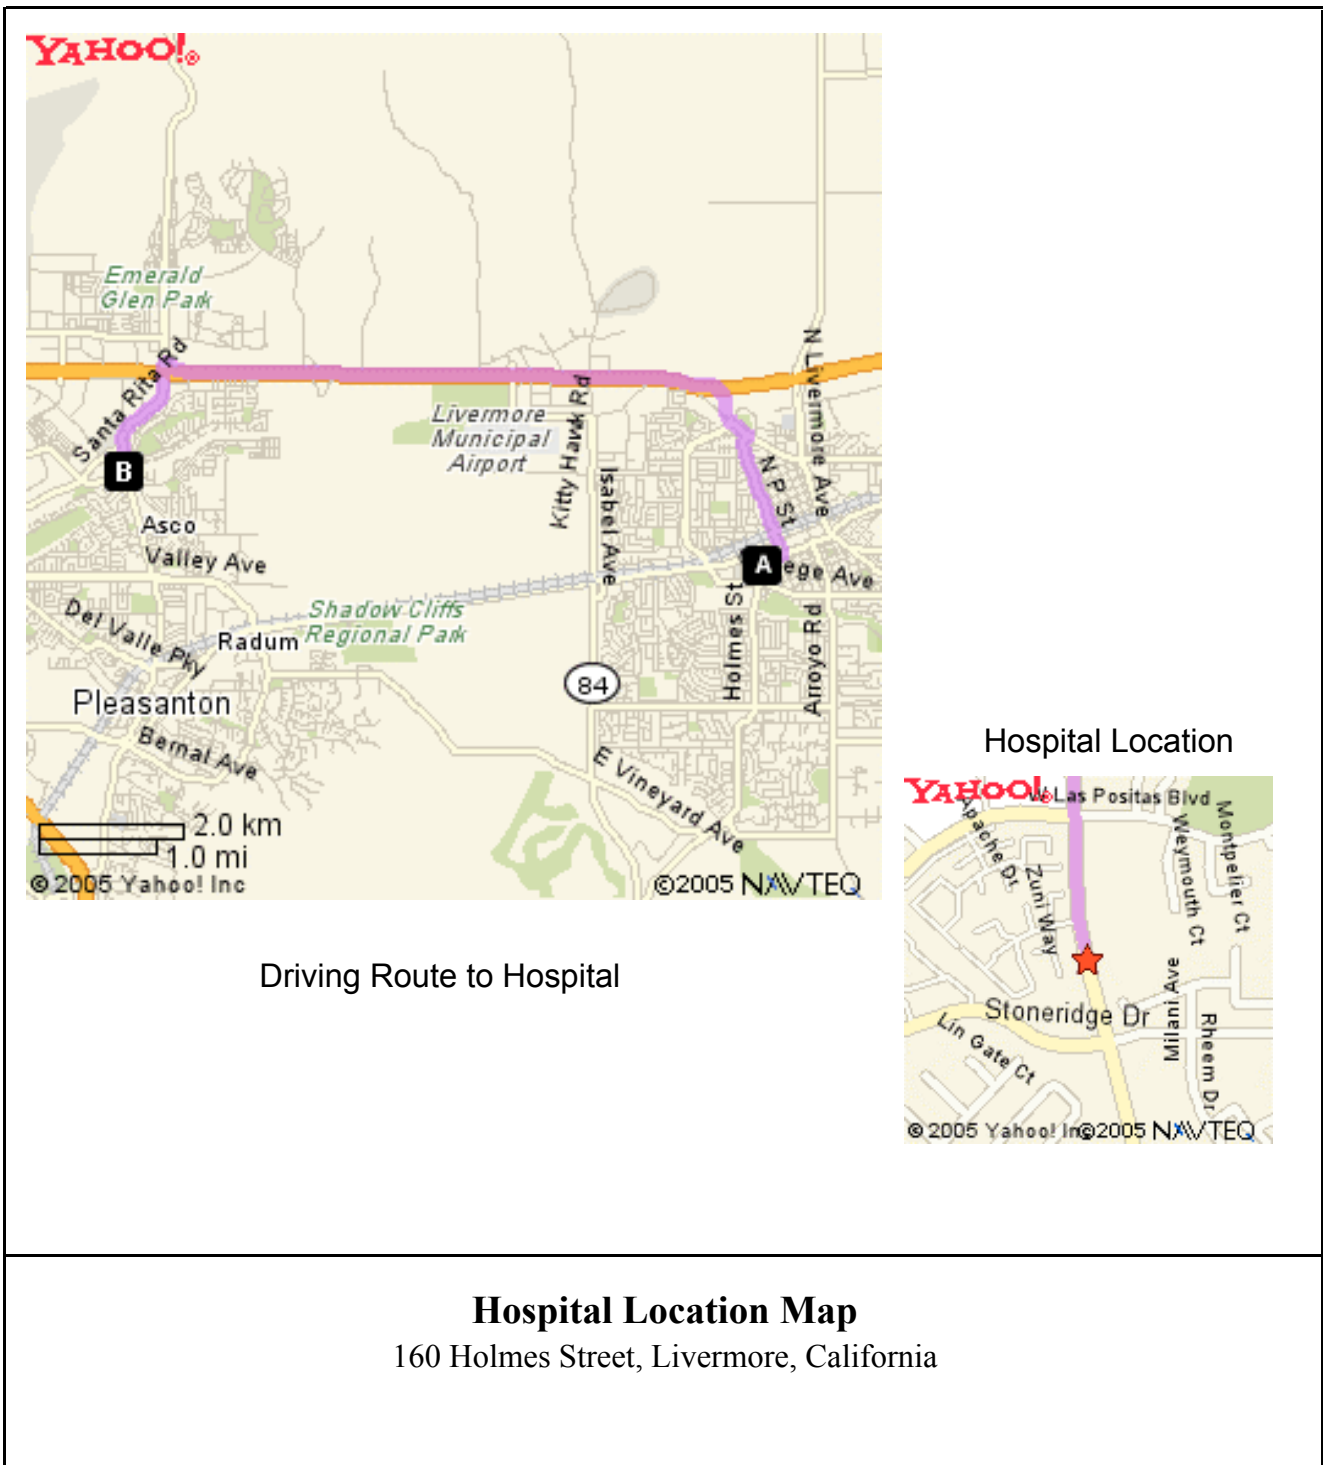 YAHOO!®
Emerald
Glen Park
Santa Rita Rd
N Livermore Ave
Livermore
Municipal
Airport
Kitty Hawk Rd
Isabel Ave
N P St
B
Asco
Valley Ave
A
ege Ave
Shadow Cliffs
Regional Park
Del Valle Pky
Radum
Holmes St
Arroyo Rd
84
Pleasanton
Bernal Ave
E Vineyard Ave
2.0 km
1.0 mi
©2005 Yahoo! Inc
©2005 NAVTEQ
Driving Route to Hospital
Hospital Location
YAHOO!®
W Las Positas Blvd
Apache Dr
Zuni Way
Weymouth Ct
Montpelier Ct
Stoneridge Dr
Milani Ave
Rheem Dr
Lin Gate Ct
©2005 Yahoo! Inc
©2005 NAVTEQ
Hospital Location Map
160 Holmes Street, Livermore, California